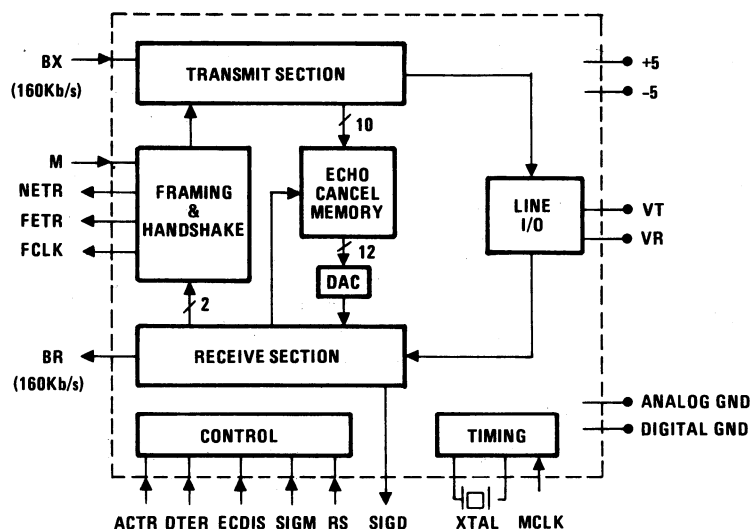 BX
(160Kb/s)
TRANSMIT SECTION
+5
-5
10
M
NETR
FETR
FCLK
FRAMING
&
HANDSHAKE
ECHO
CANCEL
MEMORY
LINE
I/O
VT
VR
12
DAC
2
BR
(160Kb/s)
RECEIVE SECTION
ANALOG GND
DIGITAL GND
CONTROL
TIMING
ACTR
DTER
ECDIS
SIGM
RS
SIGD
XTAL
MCLK